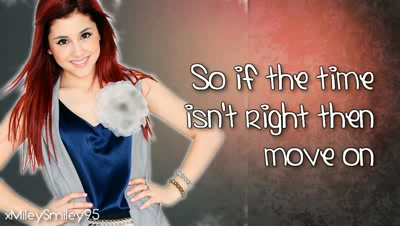 So if the time
isn't right then
move on
xMileySmiley95